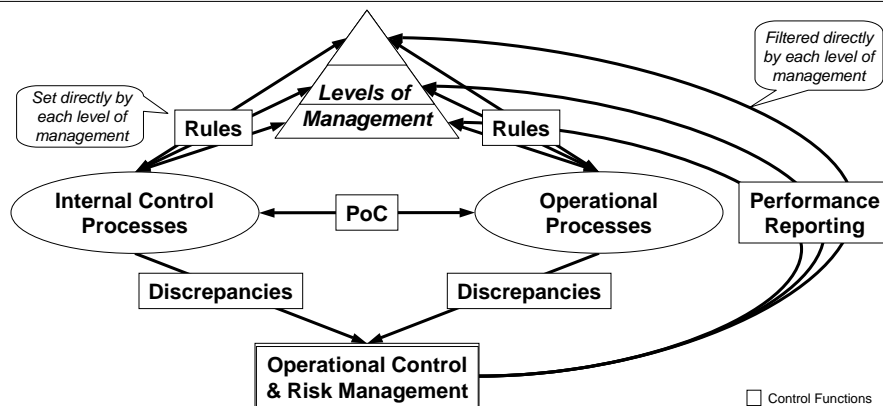 Filtered directly
by each level of
management
Set directly by
each level of
management
Levels of
Management
Rules
Rules
Internal Control
Processes
PoC
Operational
Processes
Performance
Reporting
Discrepancies
Discrepancies
Operational Control
& Risk Management
Control Functions